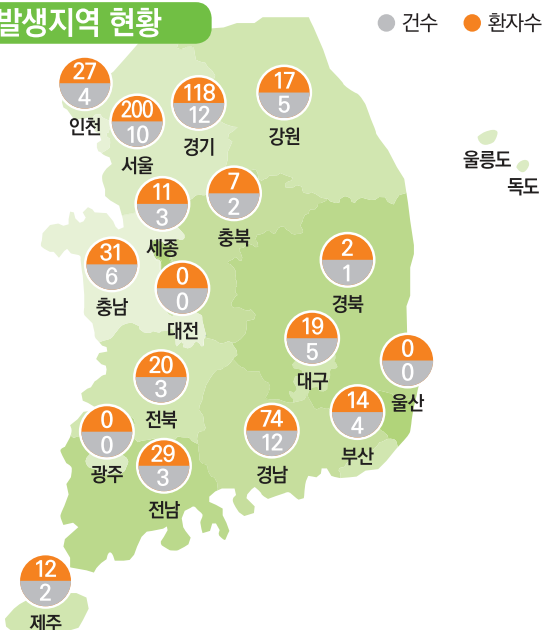 발생지역 현황
건수 환자수
27
4
인천
200
10
서울
118
12
경기
17
5
강원
울릉도
독도
11
3
세종
7
2
충북
31
6
충남
0
0
대전
2
1
경북
19
5
대구
0
0
울산
20
3
전북
14
4
부산
0
0
광주
29
3
전남
74
12
경남
12
2
제주